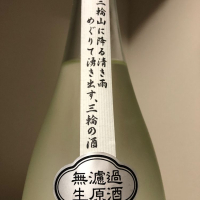 三輪山に降る清き雨
めぐりて湧き出す、三輪の酒
無濾過
生原酒